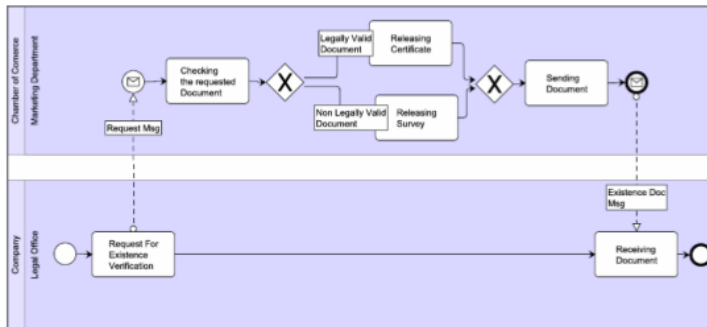 Chamber of Comerce
Marketing Department
Checking
the requested
Document
Legally Valid
Document
Releasing
Certificate
Non Legally Valid
Document
Releasing
Survey
Sending
Document
Request Msg
Existence Doc
Msg
Company
Legal Office
Request For
Existence
Verification
Receiving
Document